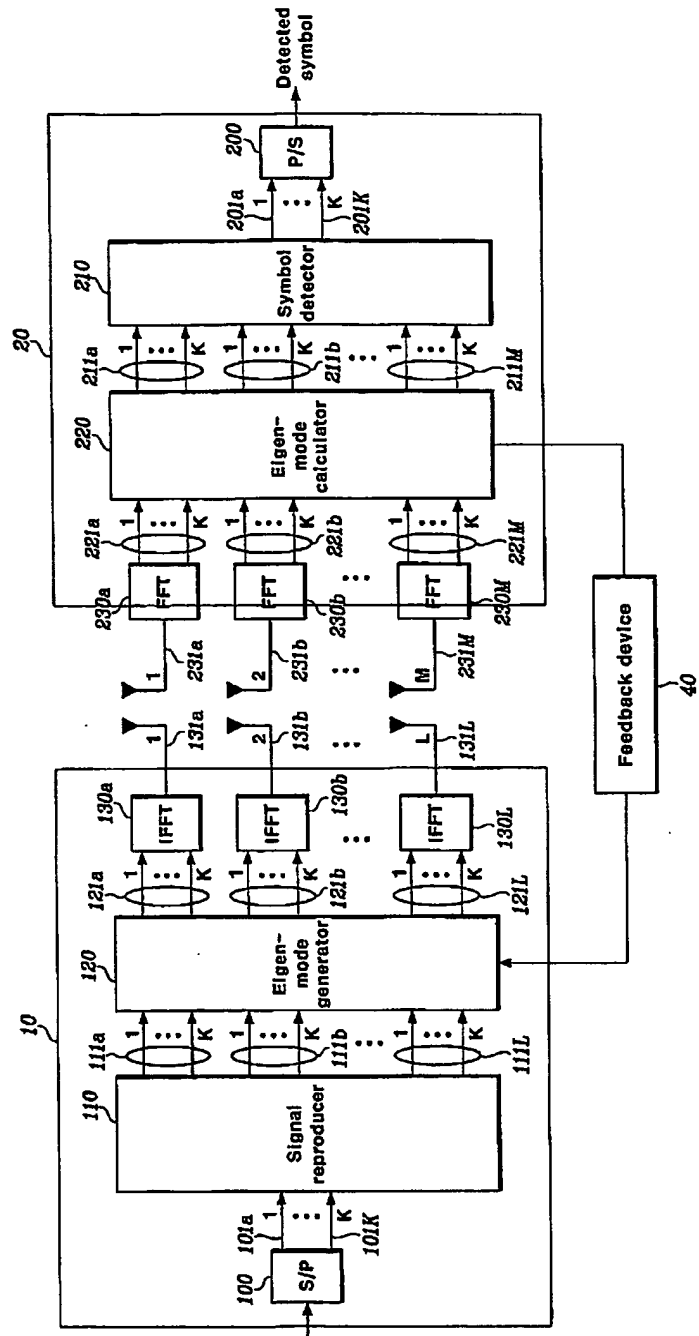 10
100
S/P
101a
1
K
101K
110
Signal
reproducer
111a
1
K
111b
1
K
111L
1
K
120
Eigen-
mode
generator
121a
1
K
121b
1
K
121L
1
K
130a
IFFT
130b
IFFT
130L
IFFT
1
131a
2
131b
L
131L
20
1
231a
2
231b
M
231M
230a
FFT
230b
FFT
230M
FFT
221a
1
K
221b
1
K
221M
1
K
220
Eigen-
mode
calculator
211a
1
K
211b
1
K
211M
1
K
210
Symbol
detector
201a
1
K
201K
200
P/S
Detected
symbol
Feedback device
40